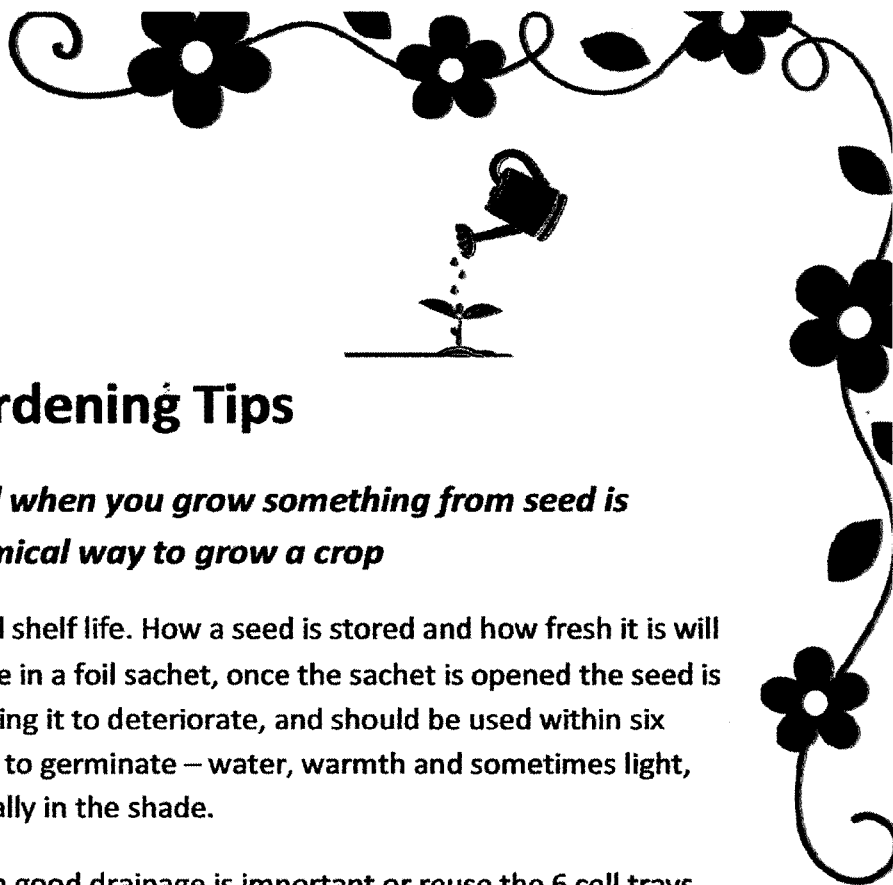 rdening Tips
when you grow something from seed is
mical way to grow a crop
shelf life. How a seed is stored and how fresh it is will
e in a foil sachet, once the sachet is opened the seed is
ing it to deteriorate, and should be used within six
to germinate – water, warmth and sometimes light,
ally in the shade.
good drainage is important or reuse the 6 cell trays